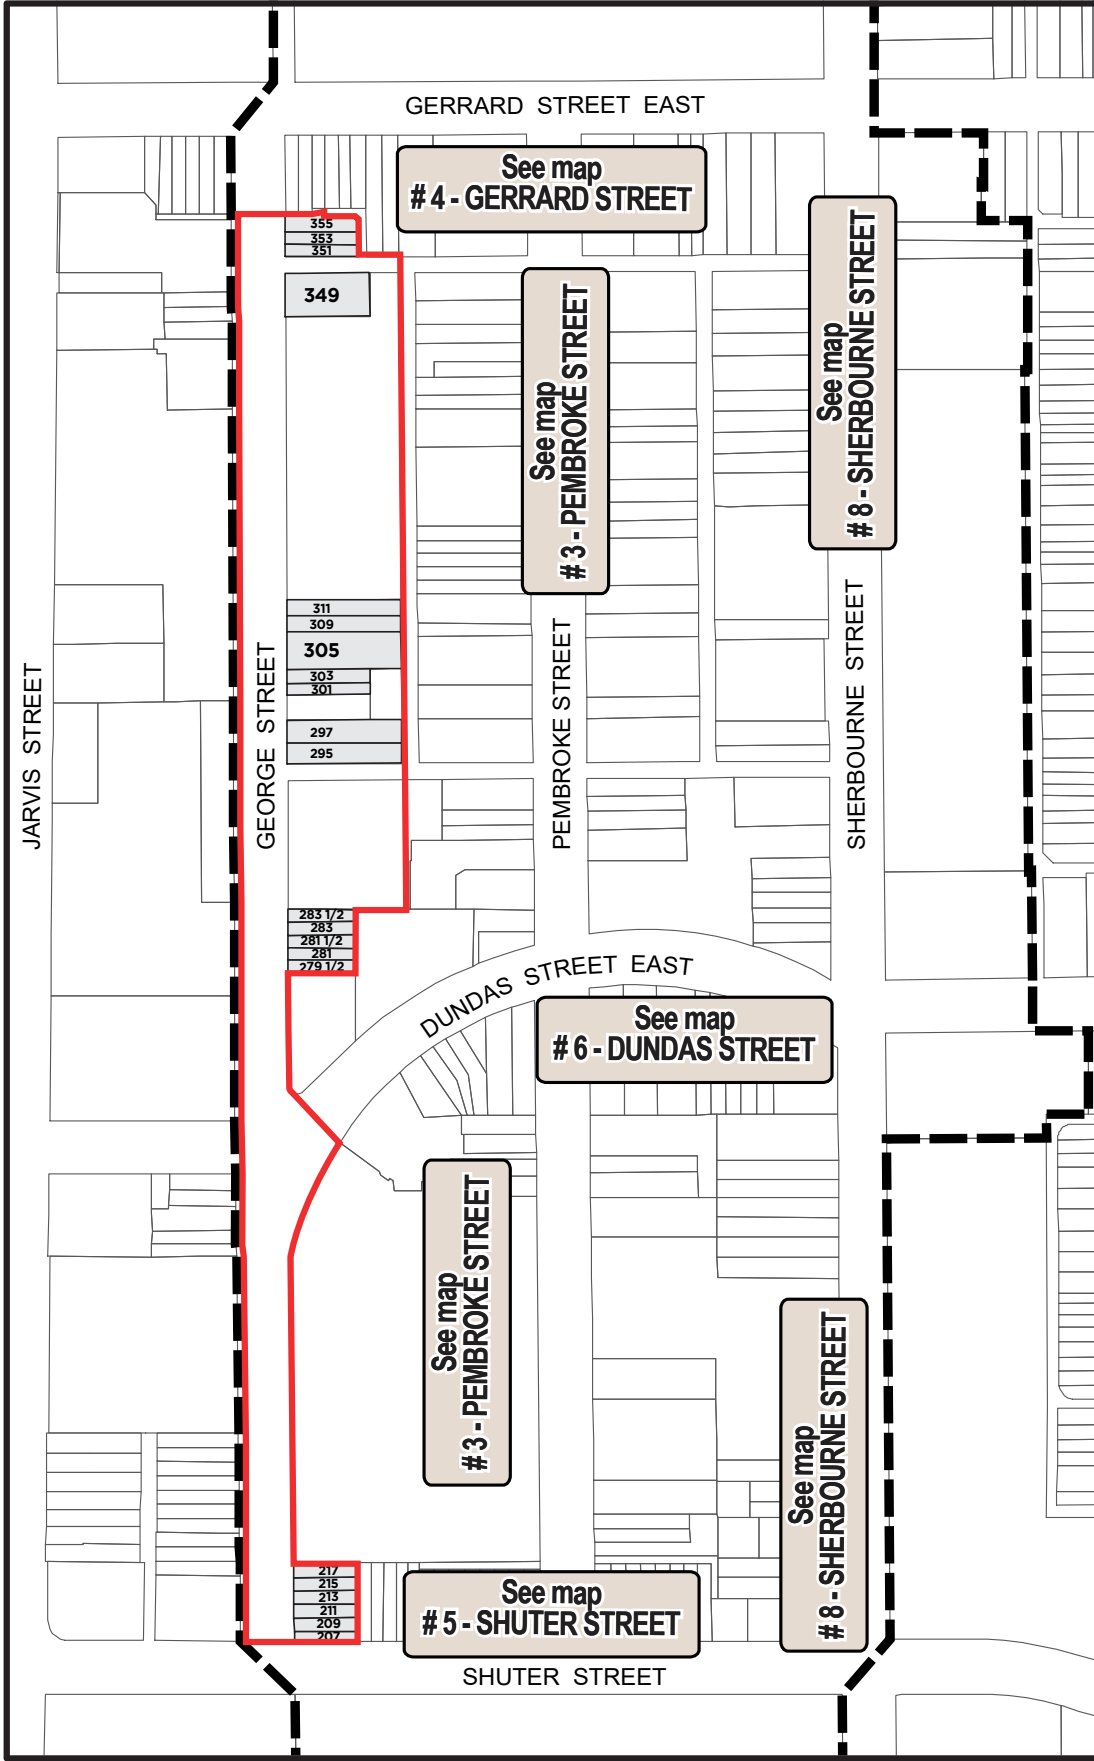 GERRARD STREET EAST
See map
# 4 - GERRARD STREET
355
353
351
349
See map
# 3 - PEMBROKE STREET
See map
# 8 - SHERBOURNE STREET
311
309
305
303
301
297
295
JARVIS STREET
GEORGE STREET
PEMBROKE STREET
SHERBOURNE STREET
283 1/2
283
281 1/2
281
279 1/2
DUNDAS STREET EAST
See map
# 6 - DUNDAS STREET
See map
# 3 - PEMBROKE STREET
See map
# 8 - SHERBOURNE STREET
217
215
213
211
209
207
See map
# 5 - SHUTER STREET
SHUTER STREET